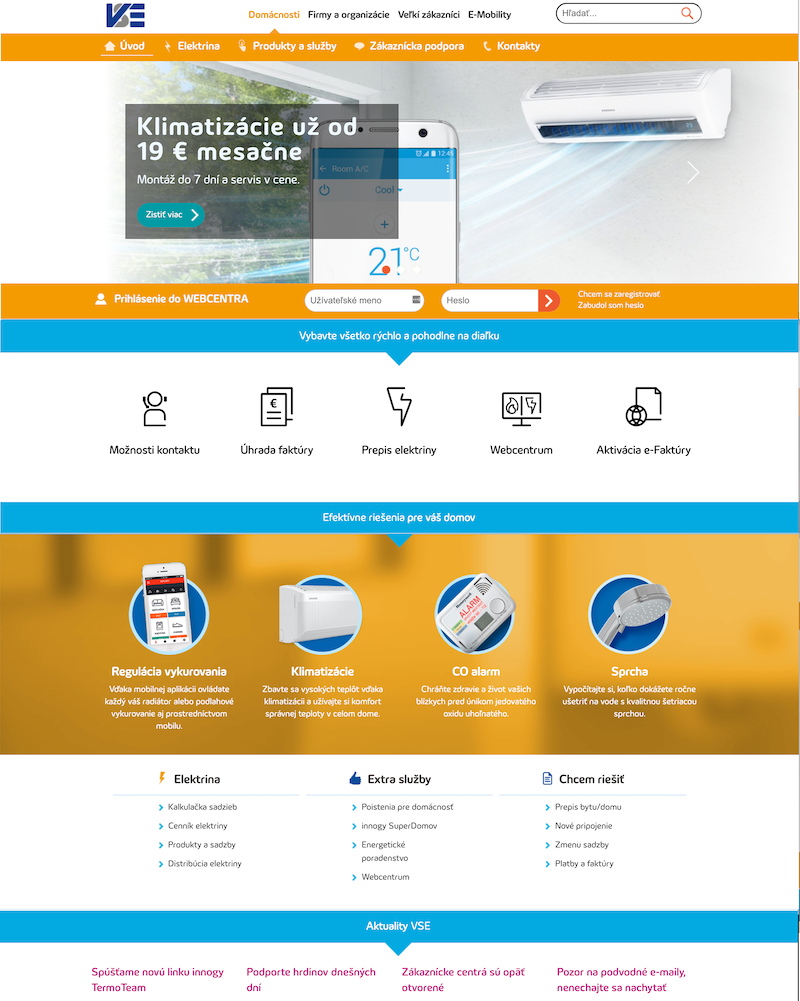 VSE
Domácnosti Firmy a organizácie Veľkí zákazníci E-Mobility
Hľadať...
Úvod Elektrina Produkty a služby Zákaznícka podpora Kontakty
Klimatizácie už od
19 € mesačne
Montáž do 7 dní a servis v cene.
Zistiť viac
12:45
Room A/C
Cool
21°C
Prihlásenie do WEBCENTRA
Užívateľské meno
Heslo
Chcem sa zaregistrovať
Zabudol som heslo
Vybavte všetko rýchlo a pohodlne na diaľku
Možnosti kontaktu
Úhrada faktúry
Prepis elektriny
Webcentrum
Aktivácia e-Faktúry
Efektívne riešenia pre váš domov
ALARM
Regulácia vykurovania
Vďaka mobilnej aplikácii ovládate
každý váš radiátor alebo podlahové
vykurovanie aj prostredníctvom
mobilu.
Klimatizácie
Zbavte sa vysokých teplôt vďaka
klimatizácii a užívajte si komfort
správnej teploty v celom dome.
CO alarm
Chráňte zdravie a život vašich
blízkych pred únikom jedovatého
oxidu uhoľnatého.
Sprcha
Vypočítajte si, koľko dokážete ročne
ušetriť na vode s kvalitnou šetriacou
sprchou.
Elektrina
Kalkulačka sadzieb
Cenník elektriny
Produkty a sadzby
Distribúcia elektriny
Extra služby
Poistenia pre domácnosť
innogy SuperDomov
Energetické
poradenstvo
Webcentrum
Chcem riešiť
Prepis bytu/domu
Nové pripojenie
Zmenu sadzby
Platby a faktúry
Aktuality VSE
Spúšťame novú linku innogy
TermoTeam
Podporte hrdinov dnešných
dní
Zákaznícke centrá sú opäť
otvorené
Pozor na podvodné e-maily,
nenechajte sa nachytať